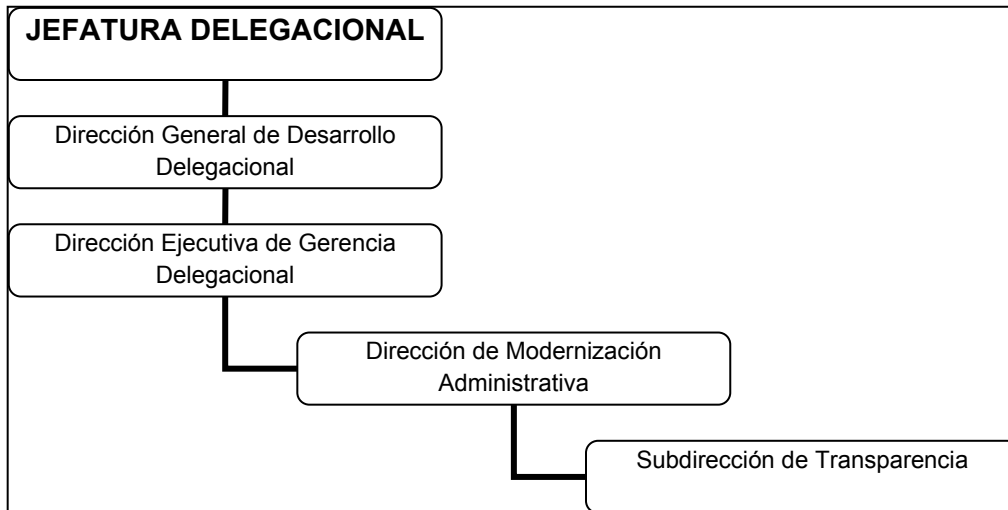 JEFATURA DELEGACIONAL
Dirección General de Desarrollo
Delegacional
Dirección Ejecutiva de Gerencia
Delegacional
Dirección de Modernización
Administrativa
Subdirección de Transparencia